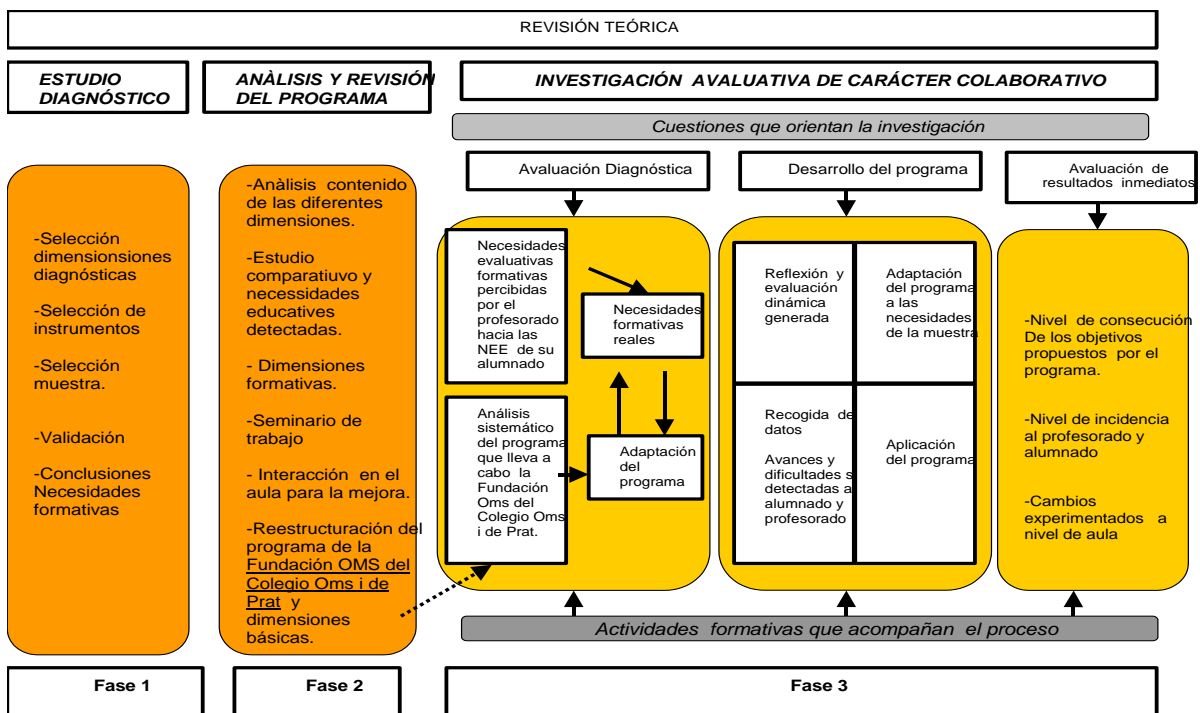 REVISIÓN TEÓRICA
ESTUDIO
DIAGNÓSTICO
ANÀLISIS Y REVISIÓN
DEL PROGRAMA
INVESTIGACIÓN AVALUATIVA DE CARÁCTER COLABORATIVO
Cuestiones que orientan la investigación
-Selección
dimensionsiones
diagnósticas
-Selección de
instrumentos
-Selección
muestra.
-Validación
-Conclusiones
Necesidades
formativas
-Anàlisis contenido
de las diferentes
dimensiones.
-Estudio
comparatiuvo y
necessidades
educatives
detectadas.
- Dimensiones
formativas.
-Seminario de
trabajo
- Interacción en el
aula para la mejora.
-Reestructuración del
programa de la
Fundación OMS del
Colegio Oms i de
Prat y
dimensiones
básicas.
Avaluación Diagnóstica
Necesidades
evaluativas
formativas
percibidas
por el
profesorado
hacia las
NEE de su
alumnado
Necesidades
formativas
reales
Análisis
sistemático
del programa
que lleva a
cabo la
Fundación
Oms del
Colegio Oms
i de Prat.
Adaptación
del
programa
Desarrollo del programa
Reflexión y
evaluación
dinámica
generada
Adaptación
del programa
a las
necesidades
de la muestra
Recogida de
datos
Avances y
dificultades s
detectadas a
alumnado y
profesorado
Aplicación
del programa
Avaluación de
resultados inmediatos
-Nivel de consecución
De los objetivos
propuestos por el
programa.
-Nivel de incidencia
al profesorado y
alumnado
-Cambios
experimentados a
nivel de aula
Actividades formativas que acompañan el proceso
Fase 1
Fase 2
Fase 3